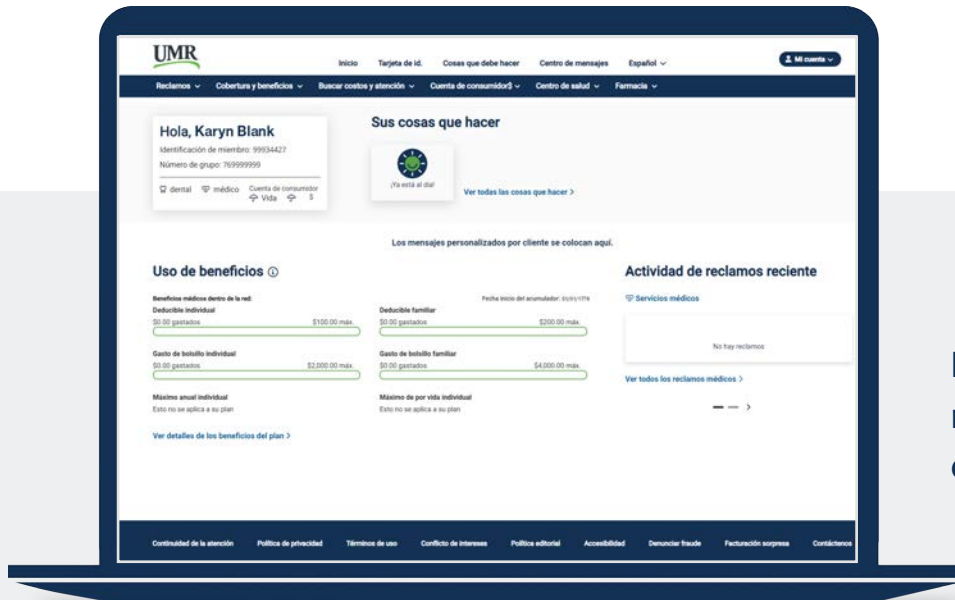 UMR
Inicio Tarjeta de id. Cosas que debe hacer Centro de mensajes Español Mi cuenta
Reclamos Cobertura y beneficios Buscar costos y atención Cuenta de consumidor$ Centro de salud Farmacia
Hola, Karyn Blank
Identificación de miembro: 99934427
Número de grupo: 769999999
dental médico Cuenta de consumidor
Vida $
Sus cosas que hacer
¡Ya está al día!
Ver todas las cosas que hacer >
Los mensajes personalizados por cliente se colocan aquí.
Uso de beneficios
Beneficios médicos dentro de la red: Fecha inicio del acumulador: 01/01/1776
Deducible individual Deducible familiar
$0.00 gastados $100.00 máx. $0.00 gastados $200.00 máx.
Gasto de bolsillo individual Gasto de bolsillo familiar
$0.00 gastados $2,000.00 máx. $0.00 gastados $4,000.00 máx.
Máximo anual individual Máximo de por vida individual
Esto no se aplica a su plan Esto no se aplica a su plan
Ver detalles de los beneficios del plan >
Actividad de reclamos reciente
Servicios médicos
No hay reclamos
Ver todos los reclamos médicos >
Continuidad de la atención Política de privacidad Términos de uso Conflicto de intereses Política editorial Accesibilidad Denunciar fraude Facturación sorpresa Contáctenos